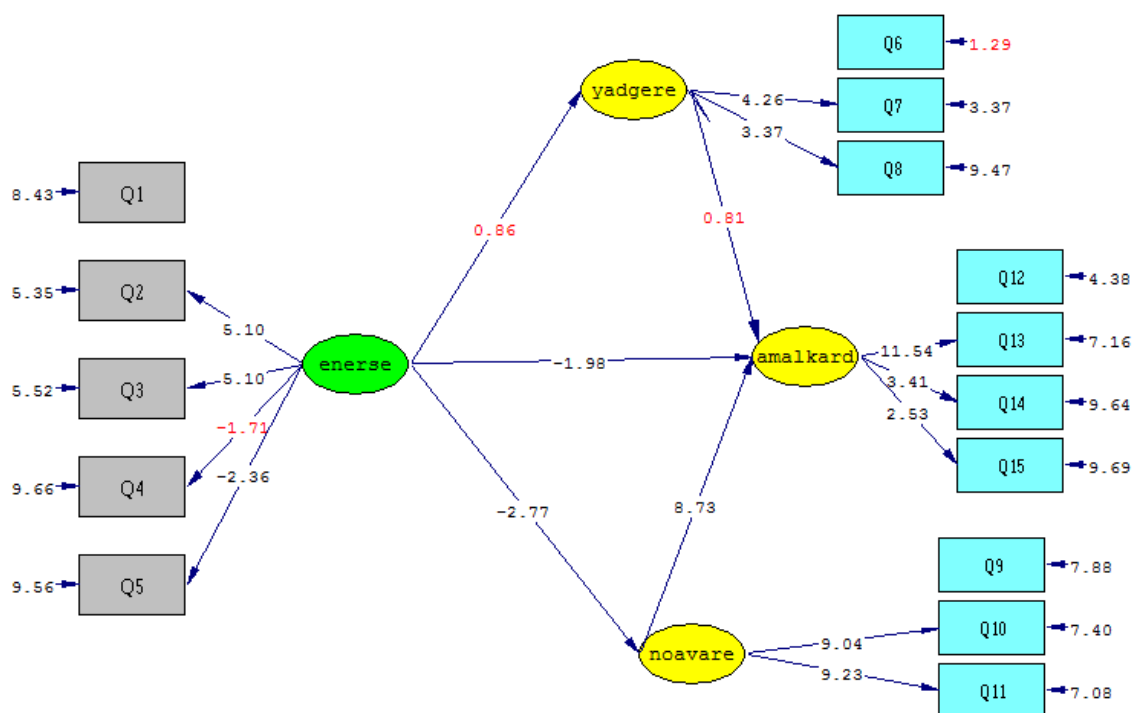 Q6
1.29
yadgere
4.26
Q7
3.37
3.37
Q8
9.47
8.43
Q1
0.86
0.81
5.35
Q2
5.10
Q12
4.38
5.52
Q3
5.10
enerse
-1.98
amalkard
11.54
Q13
7.16
3.41
Q14
9.64
2.53
-1.71
9.66
Q4
-2.36
Q15
9.69
-2.77
8.73
9.56
Q5
Q9
7.88
noavare
9.04
Q10
7.40
9.23
Q11
7.08